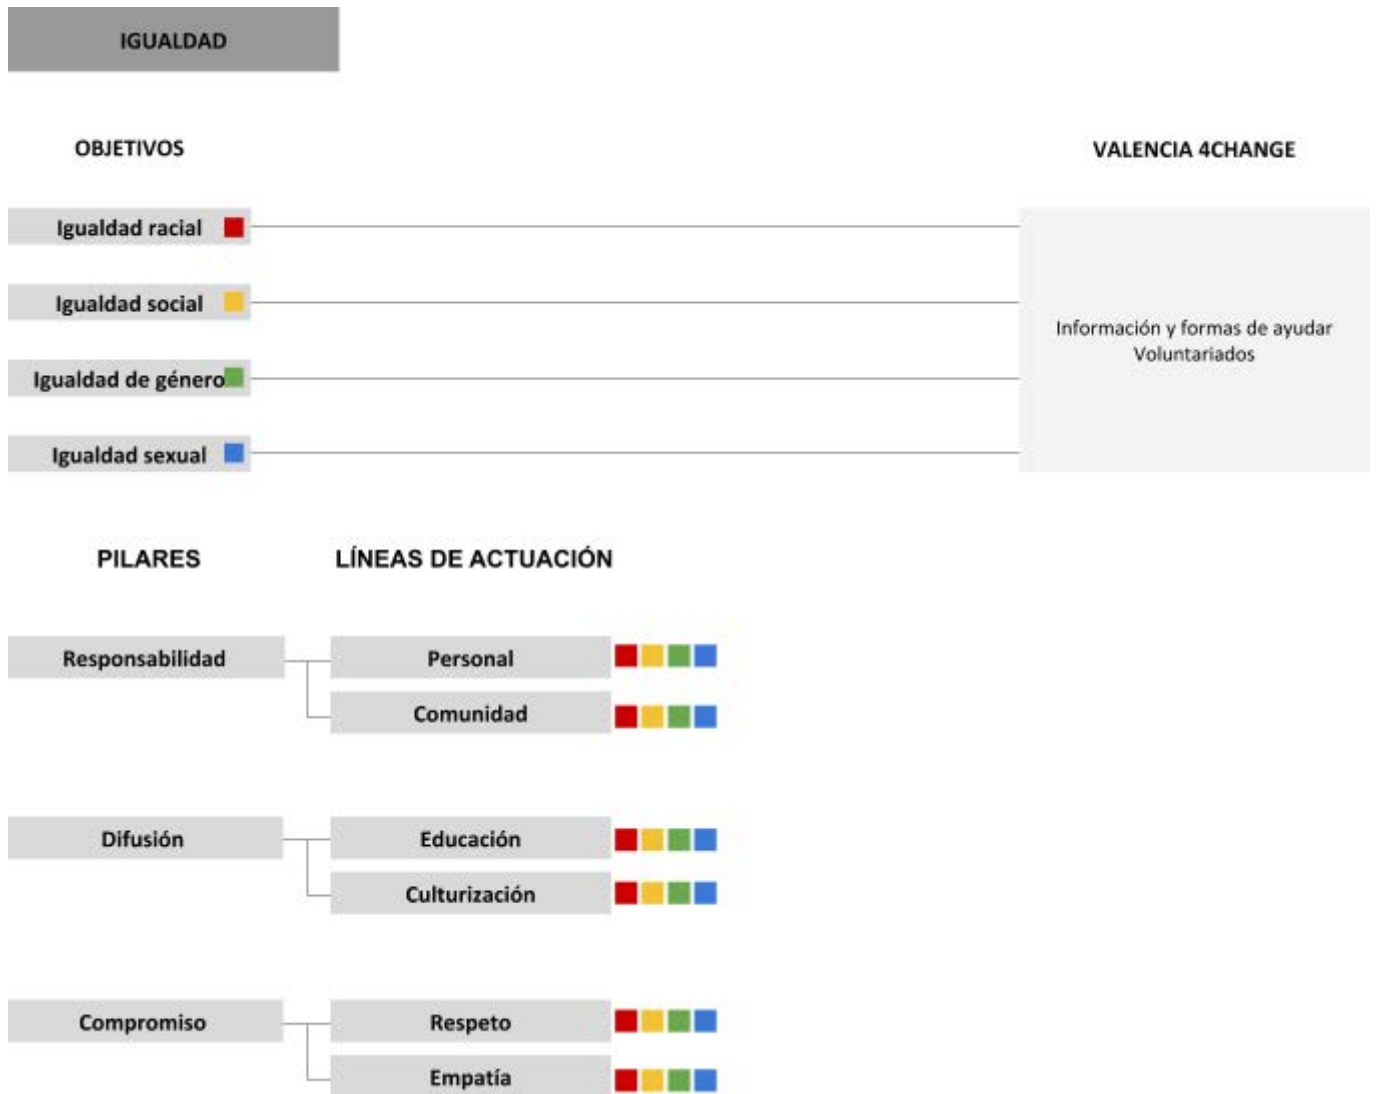 IGUALDAD
OBJETIVOS
VALENCIA 4CHANGE
Igualdad racial
Igualdad social
Igualdad de género
Igualdad sexual
Información y formas de ayudar
Voluntariados
PILARES
LÍNEAS DE ACTUACIÓN
Responsabilidad
Personal
Comunidad
Difusión
Educación
Culturización
Compromiso
Respeto
Empatía